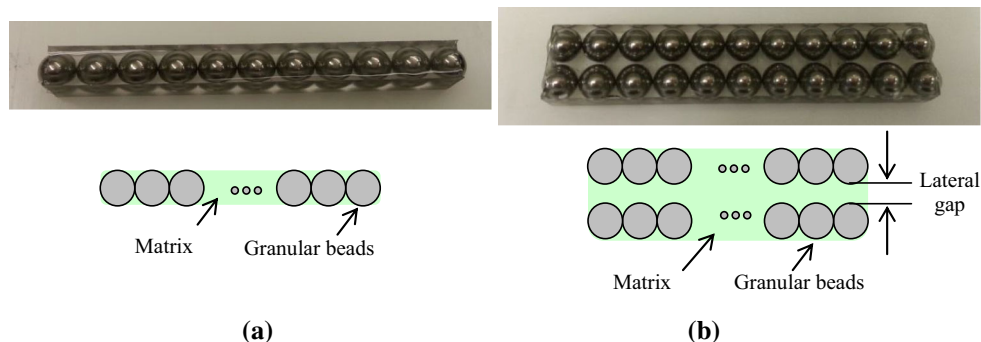 Matrix
Granular beads
(a)
Lateral
gap
Matrix
Granular beads
(b)